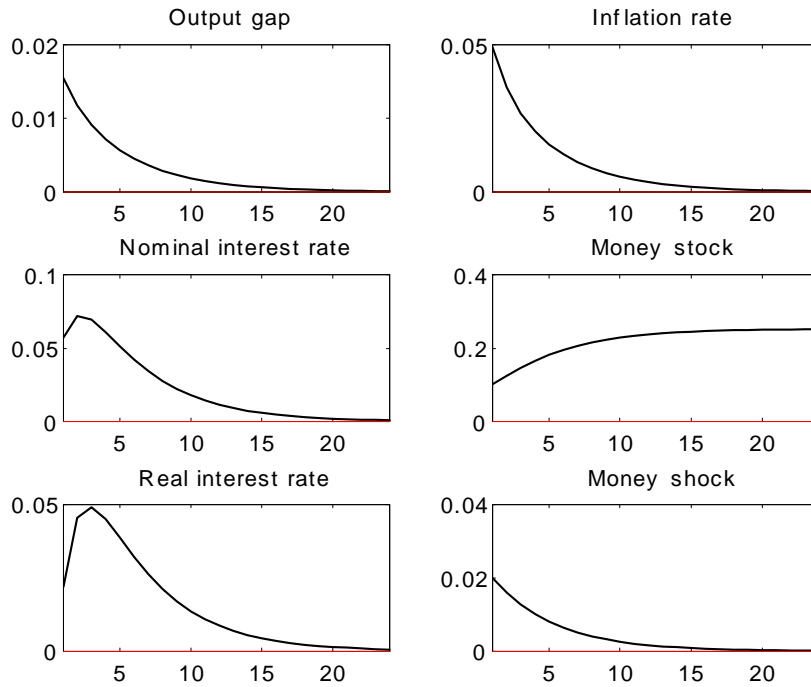 Output gap
Inflation rate
0.02
0.01
0
5 10 15 20
0.05
0
5 10 15 20
Nominal interest rate
Money stock
0.1
0.05
0
5 10 15 20
0.4
0.2
0
5 10 15 20
Real interest rate
Money shock
0.05
0
5 10 15 20
0.04
0.02
0
5 10 15 20